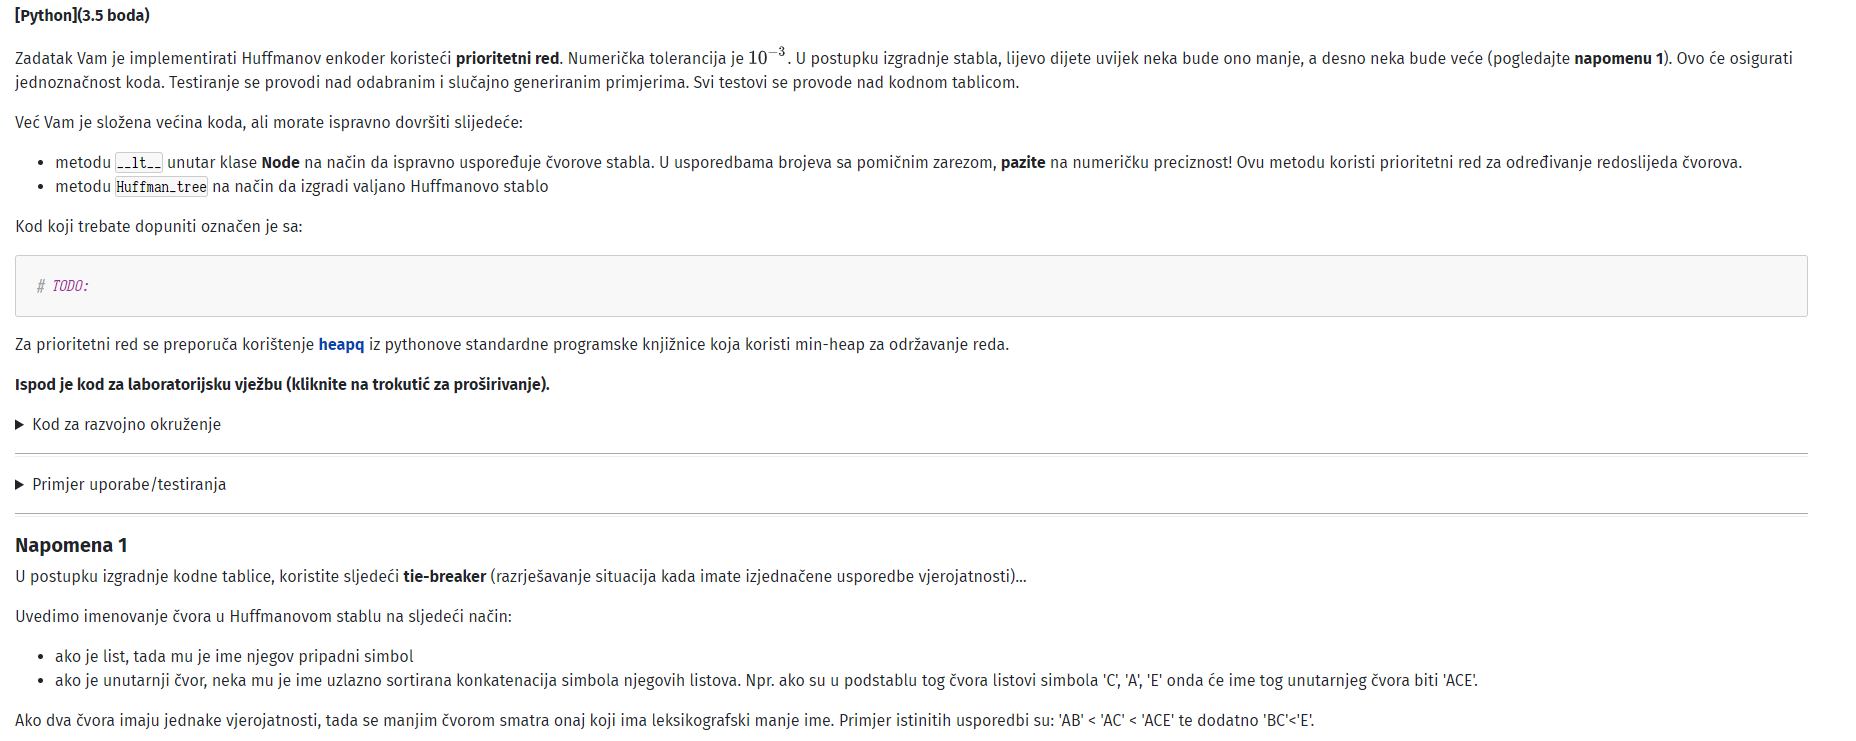 [Python](3.5 boda)
Zadatak Vam je implementirati Huffmanov enkoder koristeći prioritetni red. Numerička tolerancija je 10⁻³. U postupku izgradnje stabla, lijevo dijete uvijek neka bude ono manje, a desno neka bude veće (pogledajte napomenu 1). Ovo će osigurati
jednoznačnost koda. Testiranje se provodi nad odabranim i slučajno generiranim primjerima. Svi testovi se provode nad kodnom tablicom.
Već Vam je složena većina koda, ali morate ispravno dovršiti slijedeće:
• metodu __lt__ unutar klase Node na način da ispravno uspoređuje čvorove stabla. U usporedbama brojeva sa pomičnim zarezom, pazite na numeričku preciznost! Ovu metodu koristi prioritetni red za određivanje redoslijeda čvorova.
• metodu Huffman_tree na način da izgradi valjano Huffmanovo stablo
Kod koji trebate dopuniti označen je sa:
# TODO:
Za prioritetni red se preporuča korištenje heapq iz pythonove standardne programske knjižnice koja koristi min-heap za održavanje reda.
Ispod je kod za laboratorijsku vježbu (kliknite na trokutić za proširivanje).
▶ Kod za razvojno okruženje
▶ Primjer uporabe/testiranja
Napomena 1
U postupku izgradnje kodne tablice, koristite sljedeći tie-breaker (razrješavanje situacija kada imate izjednačene usporedbe vjerojatnosti)...
Uvedimo imenovanje čvora u Huffmanovom stablu na sljedeći način:
• ako je list, tada mu je ime njegov pripadni simbol
• ako je unutarnji čvor, neka mu je ime uzlazno sortirana konkatenacija simbola njegovih listova. Npr. ako su u podstablu tog čvora listovi simbola 'C', 'A', 'E' onda će ime tog unutarnjeg čvora biti 'ACE'.
Ako dva čvora imaju jednake vjerojatnosti, tada se manjim čvorom smatra onaj koji ima leksikografski manje ime. Primjer istinitih usporedbi su: 'AB' < 'AC' < 'ACE' te dodatno 'BC'<'E'.